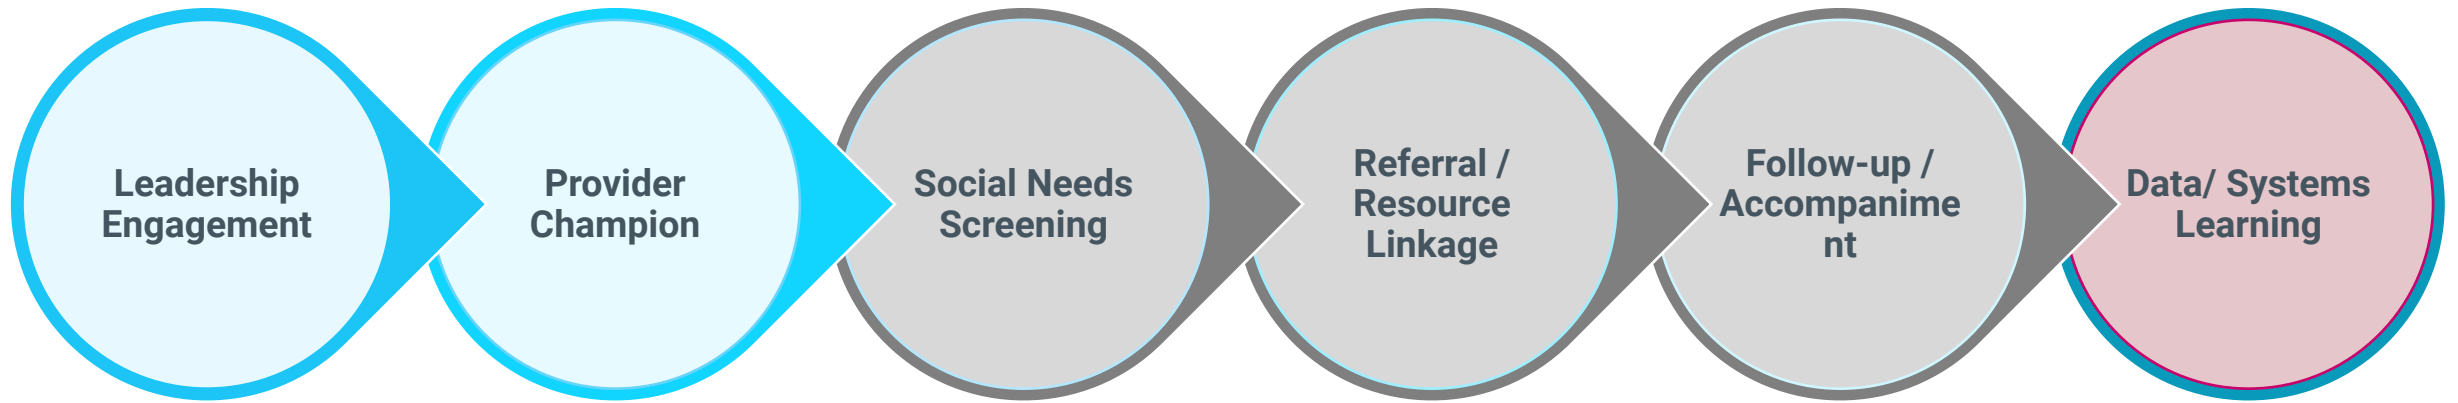 Leadership
Engagement
Provider
Champion
Social Needs
Screening
Referral /
Resource
Linkage
Follow-up /
Accompanime
nt
Data/ Systems
Learning